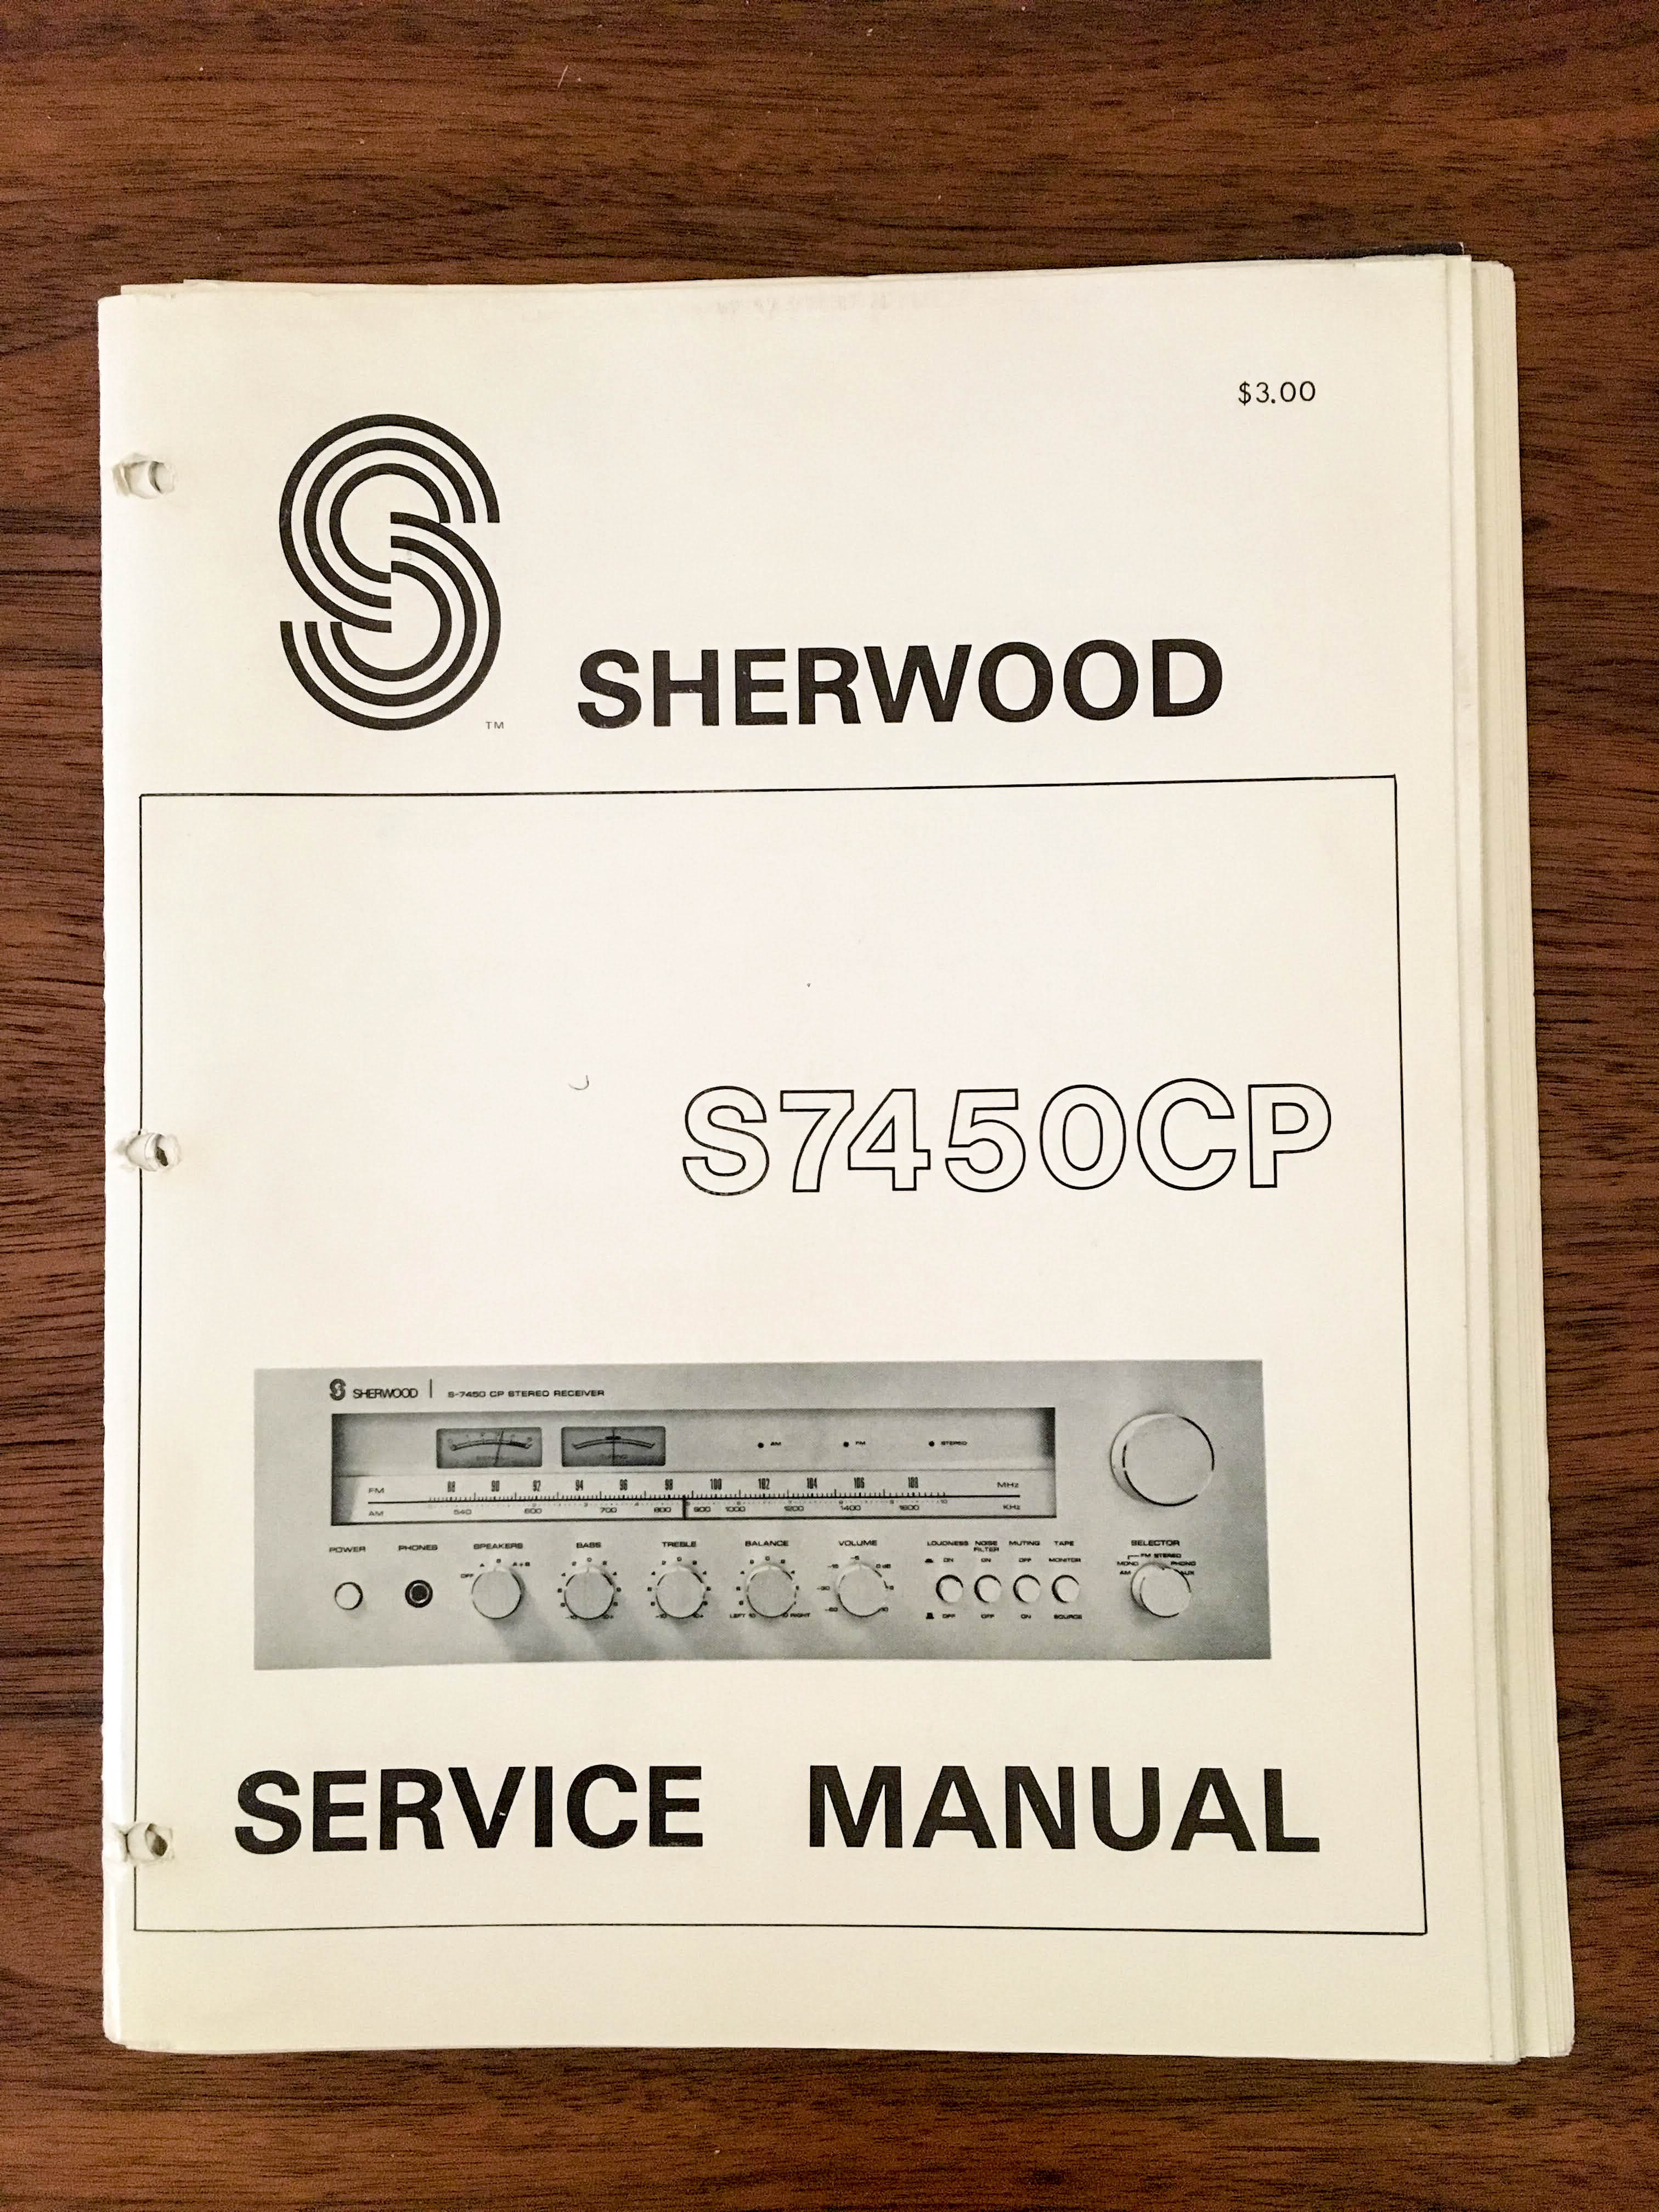 $3.00
S
TM
SHERWOOD
S7450CP
SHERWOOD | S-7450 CP STEREO RECEIVER
AM FM STEREO
FM 88 90 92 94 96 98 100 102 104 106 108 MHz
AM 540 600 700 800 900 1000 1200 1400 1600 KHz
POWER PHONES SPEAKERS BASS TREBLE BALANCE VOLUME LOUDNESS NOISE FILTER MUTING TAPE SELECTOR
OFF A B A+B
ON ON OFF MONITOR
MONO FM STEREO PHONO
AM AUX
LEFT RIGHT
OFF OFF ON SOURCE
SERVICE MANUAL